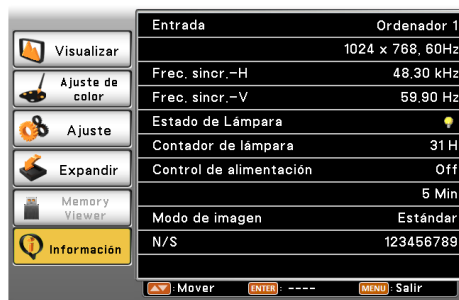 Visualizar
Ajuste de
color
Ajuste
Expandir
Memory
Viewer
Información
Entrada Ordenador 1
1024 x 768, 60Hz
Frec. sincr.-H 48.30 kHz
Frec. sincr.-V 59.90 Hz
Estado de Lámpara
Contador de lámpara 31 H
Control de alimentación Off
5 Min
Modo de imagen Estándar
N/S 123456789
:Mover ENTER : ---- MENU : Salir